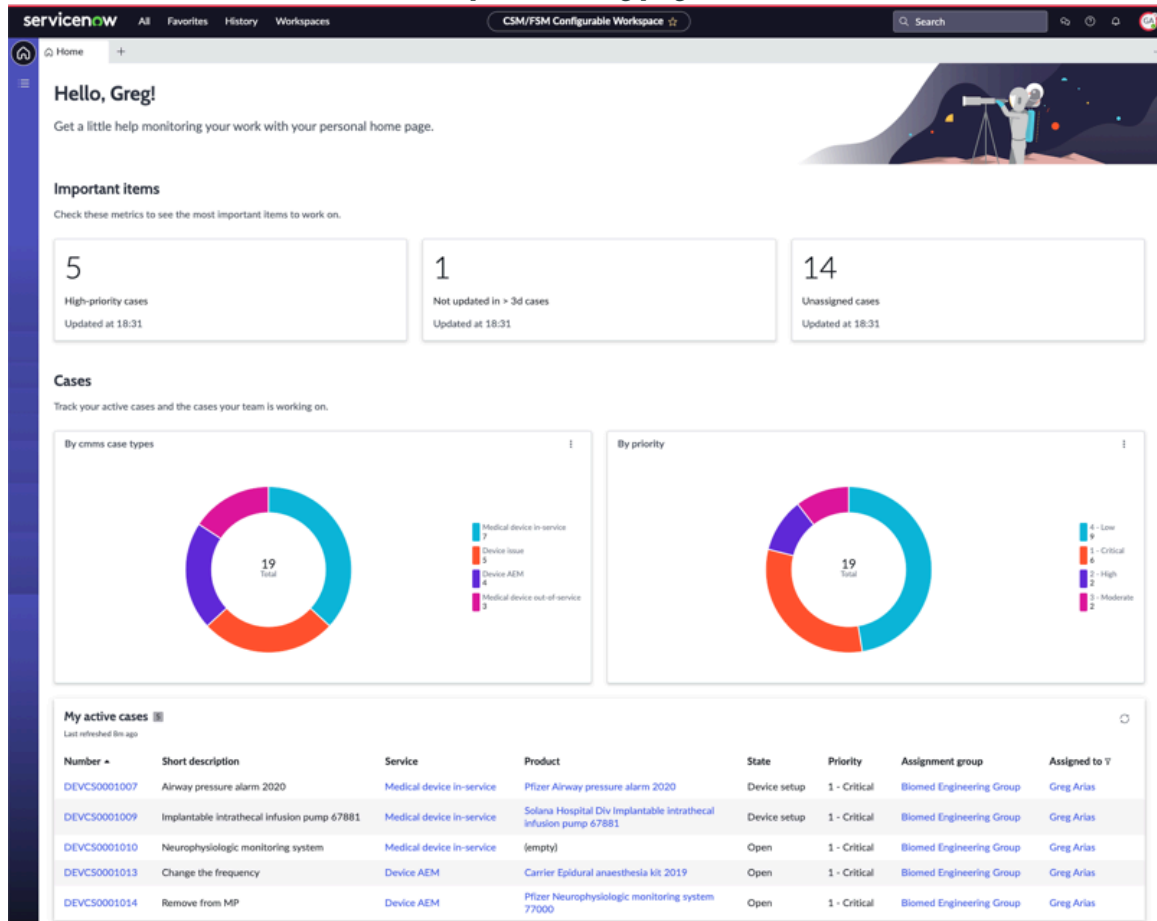 servicenow All Favorites History Workspaces CSM/FSM Configurable Workspace ☆ Search GA
Home +
Hello, Greg!
Get a little help monitoring your work with your personal home page.
Important items
Check these metrics to see the most important items to work on.
5 1 14
High-priority cases Not updated in > 3d cases Unassigned cases
Updated at 18:31 Updated at 18:31 Updated at 18:31
Cases
Track your active cases and the cases your team is working on.
By cmms case types By priority
Medical device in-service 4 - Low
7 9
Device issue 1 - Critical
5 6
19 19
Total Total
Device AEM 2 - High
4 2
Medical device out-of-service 3 - Moderate
3 2
My active cases 5
Last refreshed 8m ago
Number Short description Service Product State Priority Assignment group Assigned to
DEVCS0001007 Airway pressure alarm 2020 Medical device in-service Pfizer Airway pressure alarm 2020 Device setup 1 - Critical Biomed Engineering Group Greg Arias
DEVCS0001009 Implantable intrathecal infusion pump 67881 Medical device in-service Solana Hospital Div Implantable intrathecal Device setup 1 - Critical Biomed Engineering Group Greg Arias
infusion pump 67881
DEVCS0001010 Neurophysiologic monitoring system Medical device in-service (empty) Open 1 - Critical Biomed Engineering Group Greg Arias
DEVCS0001013 Change the frequency Device AEM Carrier Epidural anaesthesia kit 2019 Open 1 - Critical Biomed Engineering Group Greg Arias
DEVCS0001014 Remove from MP Device AEM Pfizer Neurophysiologic monitoring system Open 1 - Critical Biomed Engineering Group Greg Arias
77000